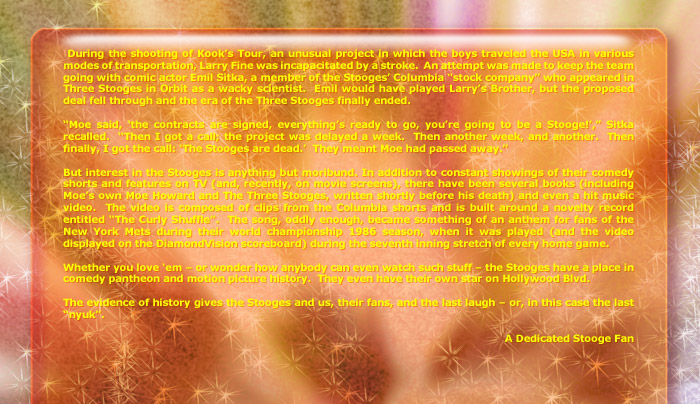 During the shooting of Kook's Tour, an unusual project in which the boys traveled the USA in various
modes of transportation, Larry Fine was incapacitated by a stroke.  An attempt was made to keep the team
going with comic actor Emil Sitka, a member of the Stooges' Columbia "stock company" who appeared in
Three Stooges in Orbit as a wacky scientist.  Emil would have played Larry's Brother, but the proposed
deal fell through and the era of the Three Stooges finally ended.

"Moe said, 'the contracts are signed, everything's ready to go, you're going to be a Stooge!'," Sitka
recalled.  "Then I got a call; the project was delayed a week.  Then another week, and another.  Then
finally, I got the call: 'The Stooges are dead.'  They meant Moe had passed away."

But interest in the Stooges is anything but moribund. In addition to constant showings of their comedy
shorts and features on TV (and, recently, on movie screens), there have been several books (including
Moe's own Moe Howard and The Three Stooges, written shortly before his death) and even a hit music
video.  The video is composed of clips from the Columbia shorts and is built around a novelty record
entitled "The Curly Shuffle".  The song, oddly enough, became something of an anthem for fans of the
New York Mets during their world championship 1986 season, when it was played (and the video
displayed on the DiamondVision scoreboard) during the seventh inning stretch of every home game.

Whether you love 'em – or wonder how anybody can even watch such stuff – the Stooges have a place in
comedy pantheon and motion picture history.  They even have their own star on Hollywood Blvd.

The evidence of history gives the Stooges and us, their fans, and the last laugh – or, in this case the last
"nyuk".

A Dedicated Stooge Fan